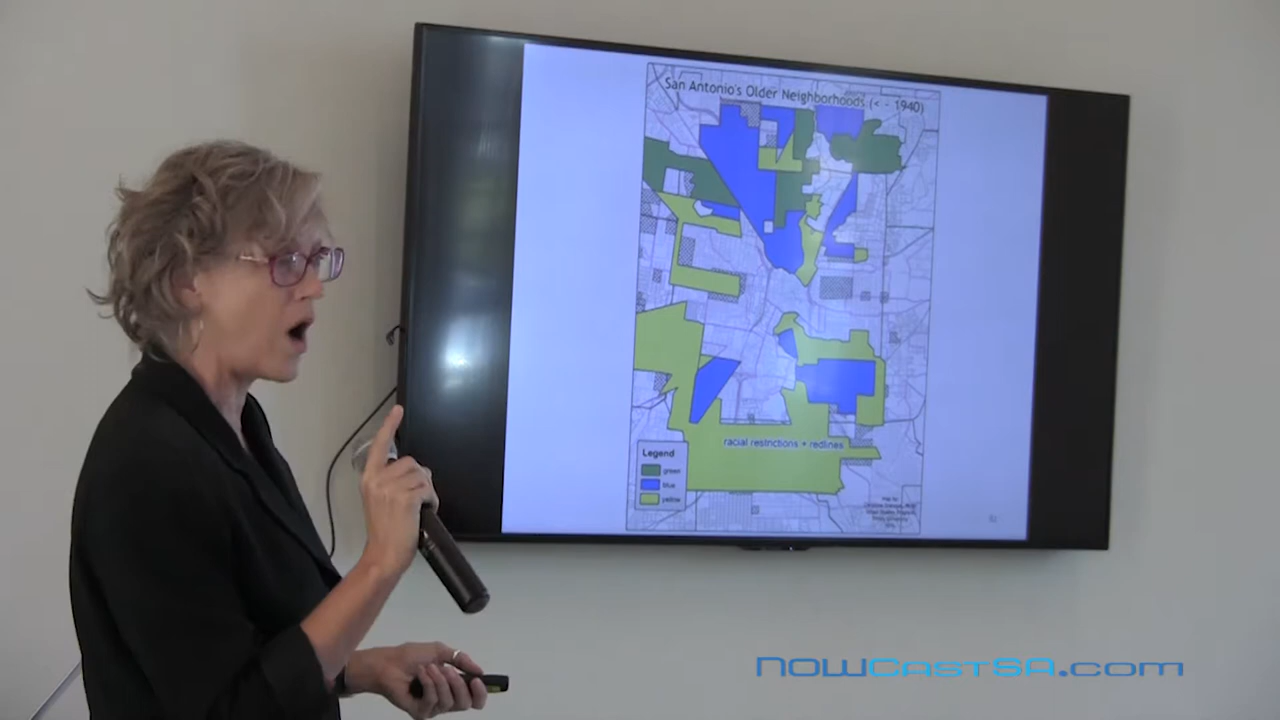 San Antonio's Older Neighborhoods (< - 1940)
racial restrictions + redlines
Legend
green
blue
yellow
NOWCastSA.com